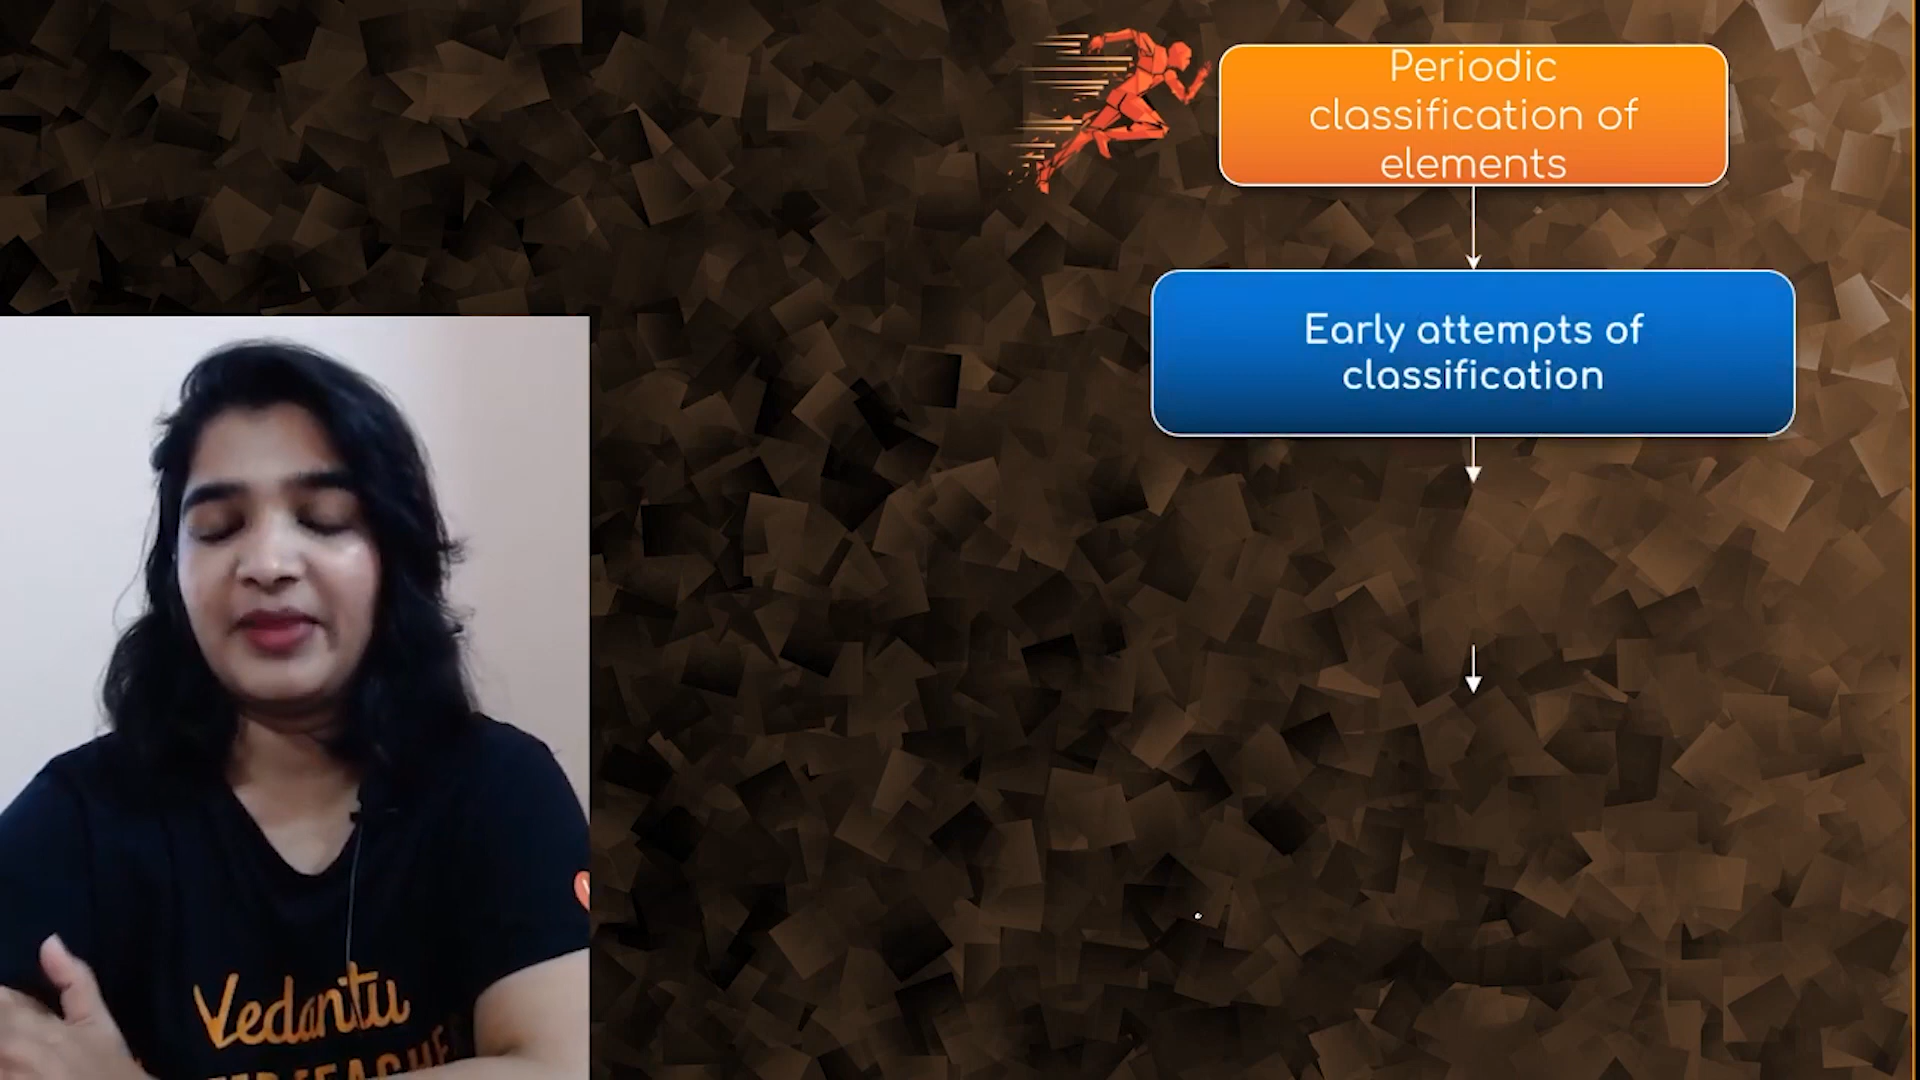 Periodic
classification of
elements
Early attempts of
classification
Vedantu